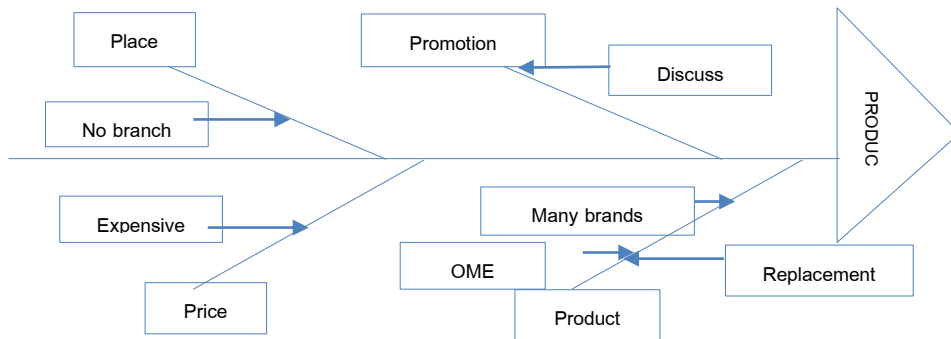 Place
Promotion
Discuss
No branch
PRODUC
Expensive
Many brands
OME
Replacement
Price
Product